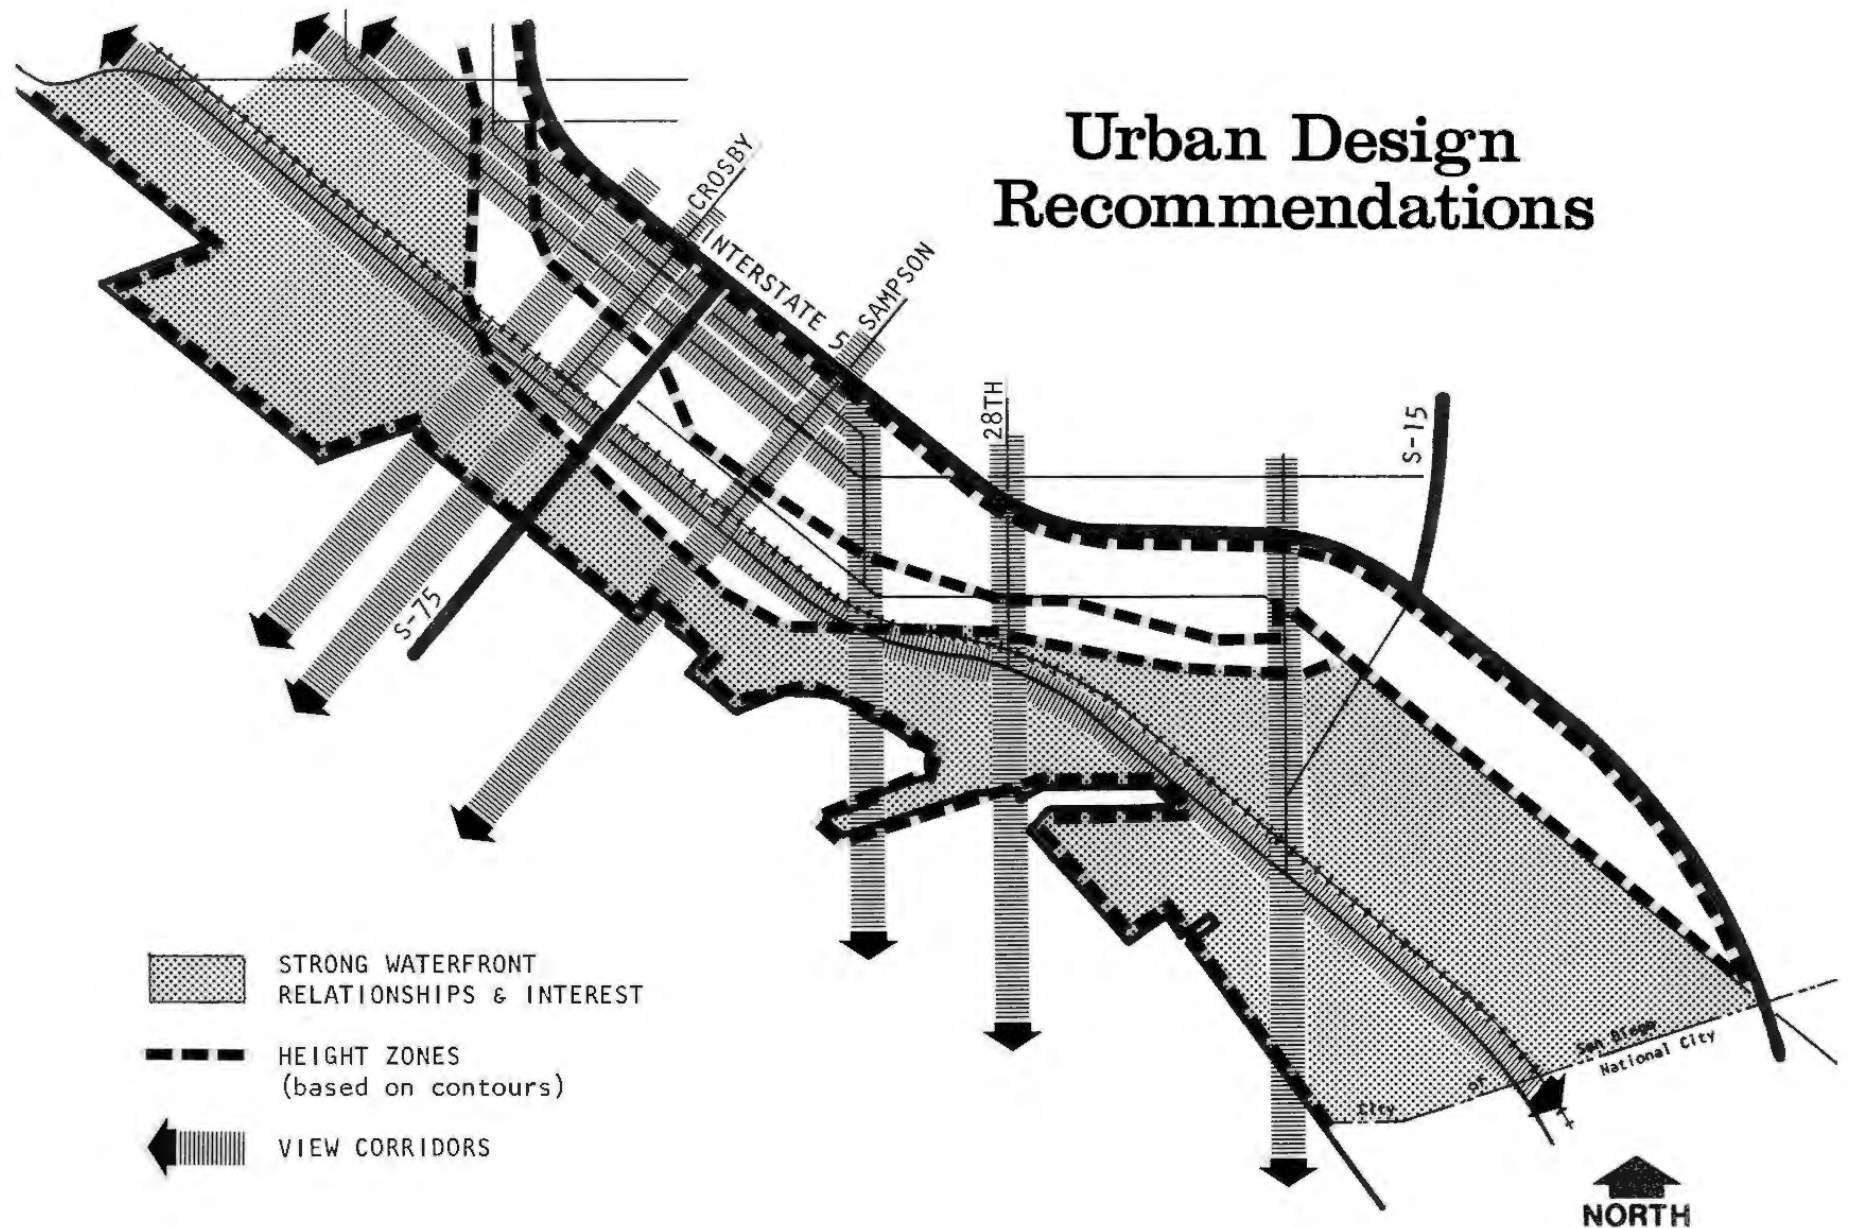 Urban Design
Recommendations
CROSBY
INTERSTATE 5
SAMPSON
28TH
S-15
S-75
STRONG WATERFRONT
RELATIONSHIPS & INTEREST
HEIGHT ZONES
(based on contours)
VIEW CORRIDORS
City of San Diego
National City
NORTH